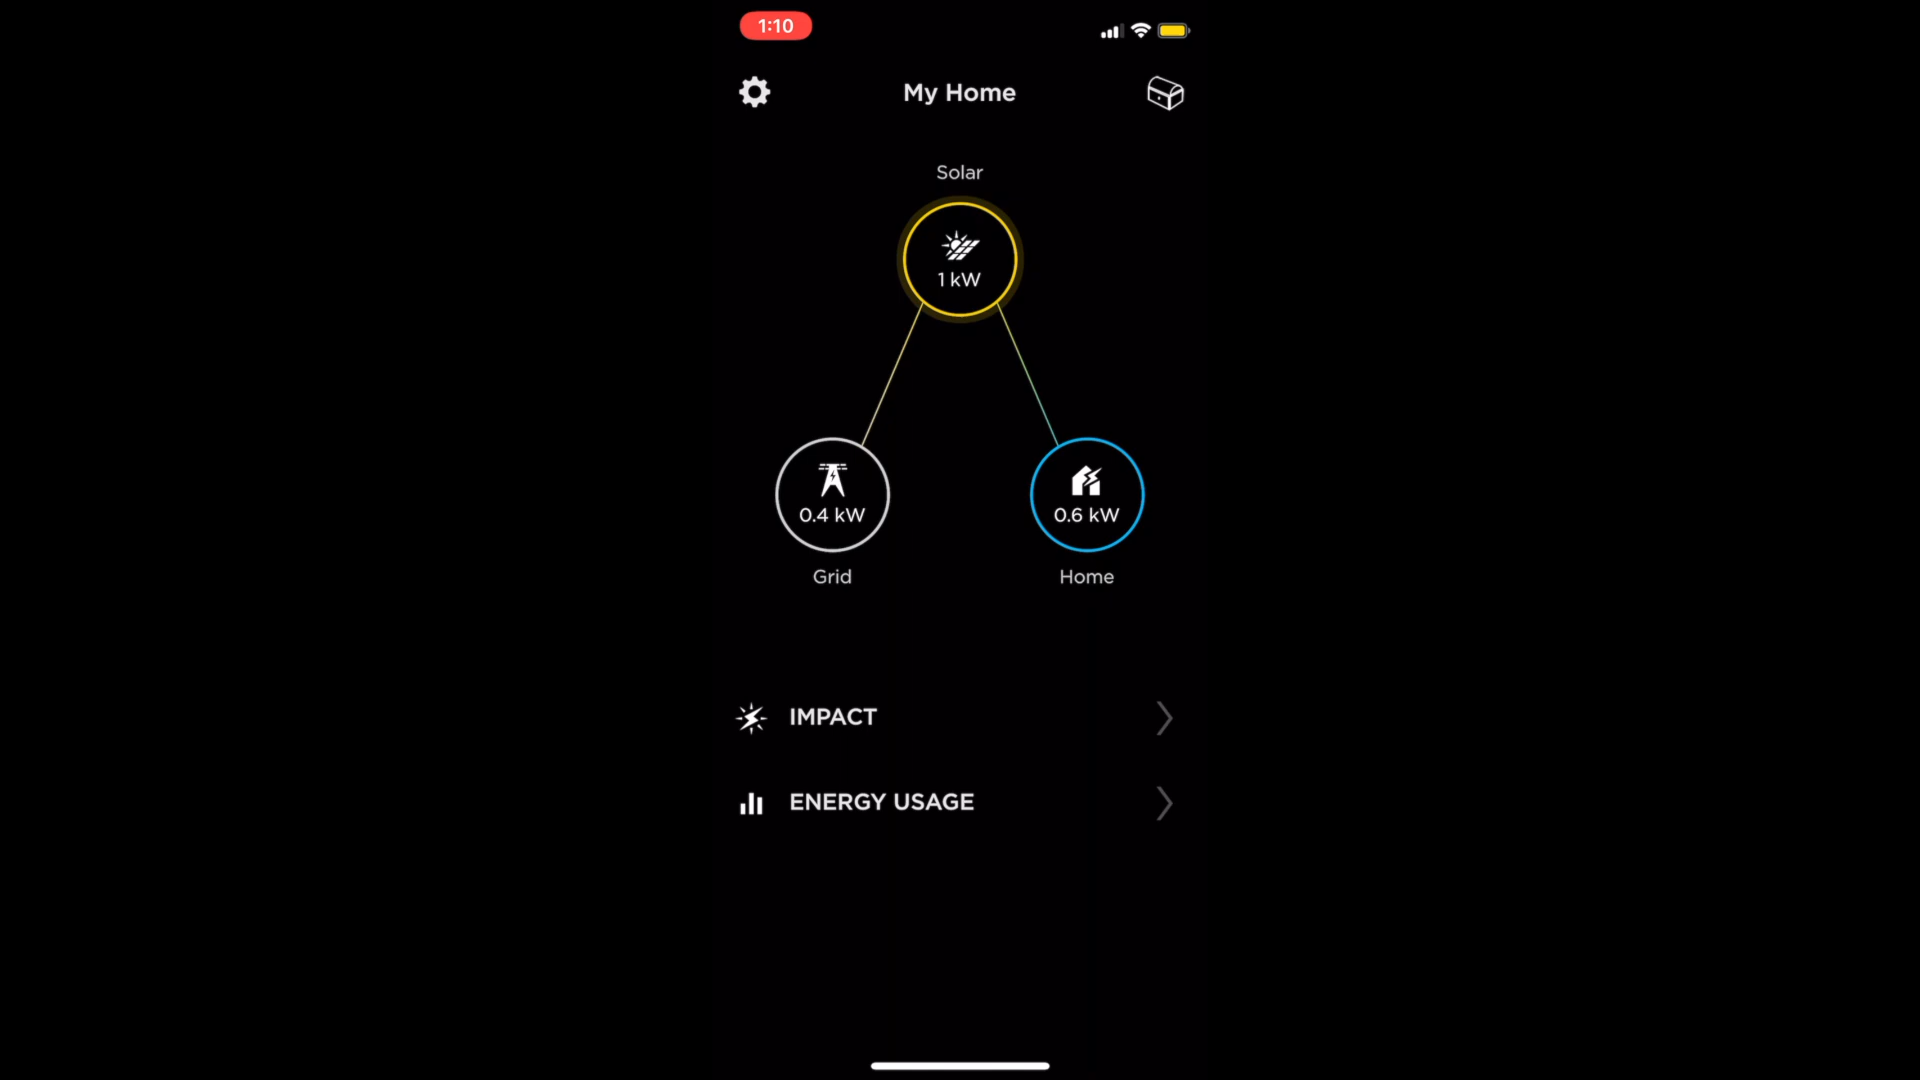 1:10
My Home
Solar
1 kW
0.4 kW
0.6 kW
Grid
Home
IMPACT
ENERGY USAGE